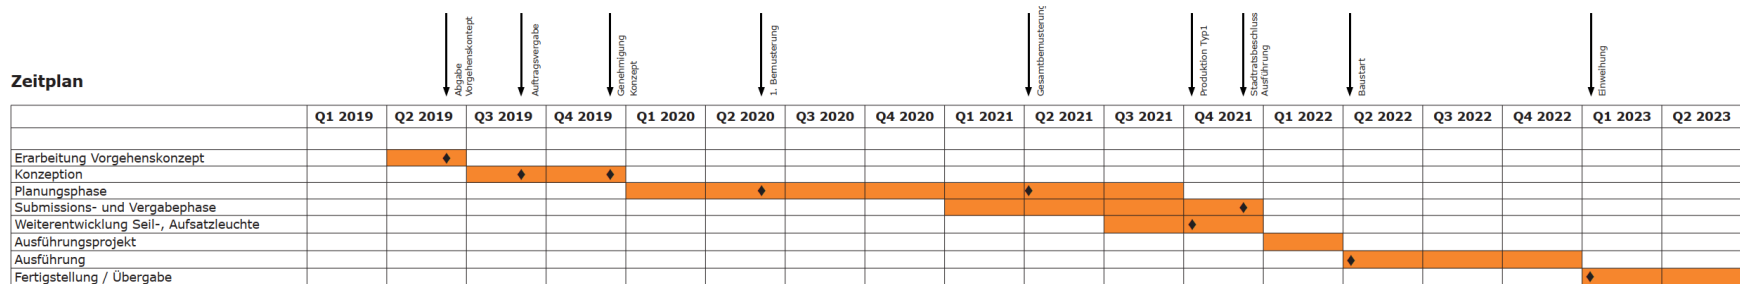 Abgabe
Vorgehenskontept
Auftragsvergabe
Genehmigung
Konzept
1. Bemusterung
Gesamtbemusterung
Produktion Typ1
Stadtratsbeschluss
Ausführung
Baustart
Einweihung
Zeitplan
Q1 2019 Q2 2019 Q3 2019 Q4 2019 Q1 2020 Q2 2020 Q3 2020 Q4 2020 Q1 2021 Q2 2021 Q3 2021 Q4 2021 Q1 2022 Q2 2022 Q3 2022 Q4 2022 Q1 2023 Q2 2023
Erarbeitung Vorgehenskonzept
Konzeption
Planungsphase
Submissions- und Vergabephase
Weiterentwicklung Seil-, Aufsatzleuchte
Ausführungsprojekt
Ausführung
Fertigstellung / Übergabe